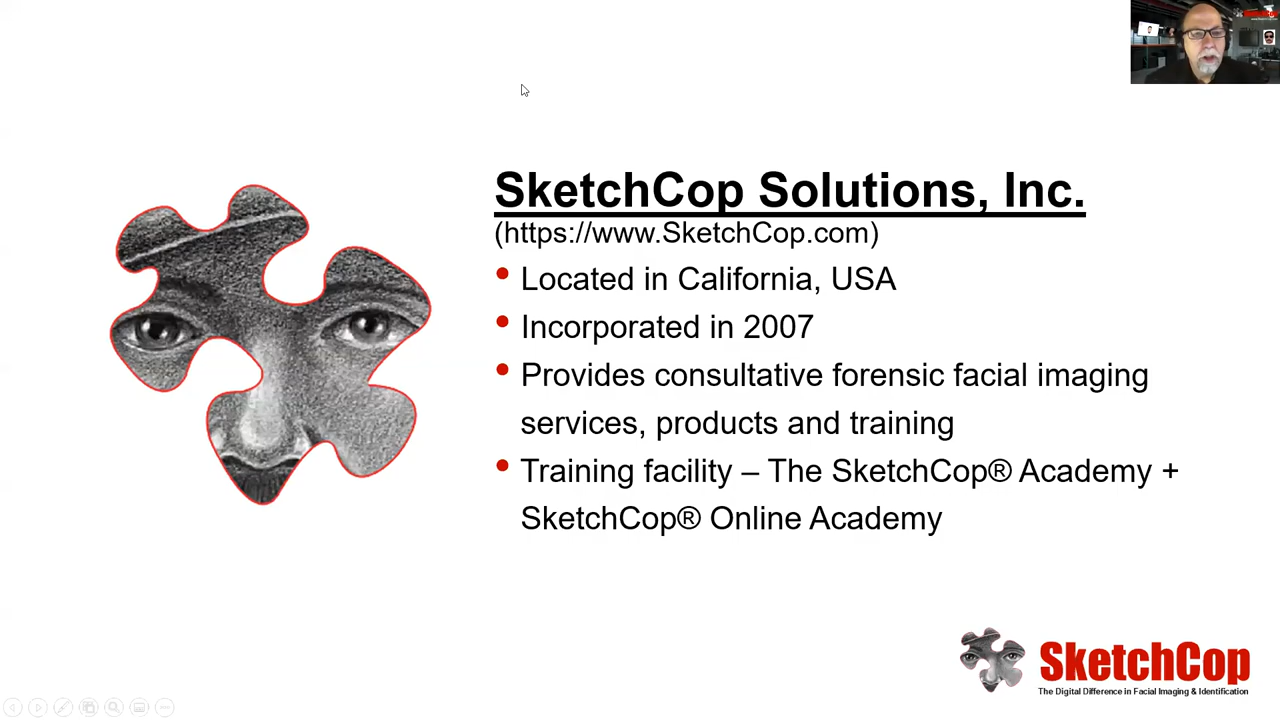 SketchCop Solutions, Inc.
(https://www.SketchCop.com)
• Located in California, USA
• Incorporated in 2007
• Provides consultative forensic facial imaging
services, products and training
• Training facility – The SketchCop® Academy +
SketchCop® Online Academy
SketchCop
The Digital Difference in Facial Imaging & Identification